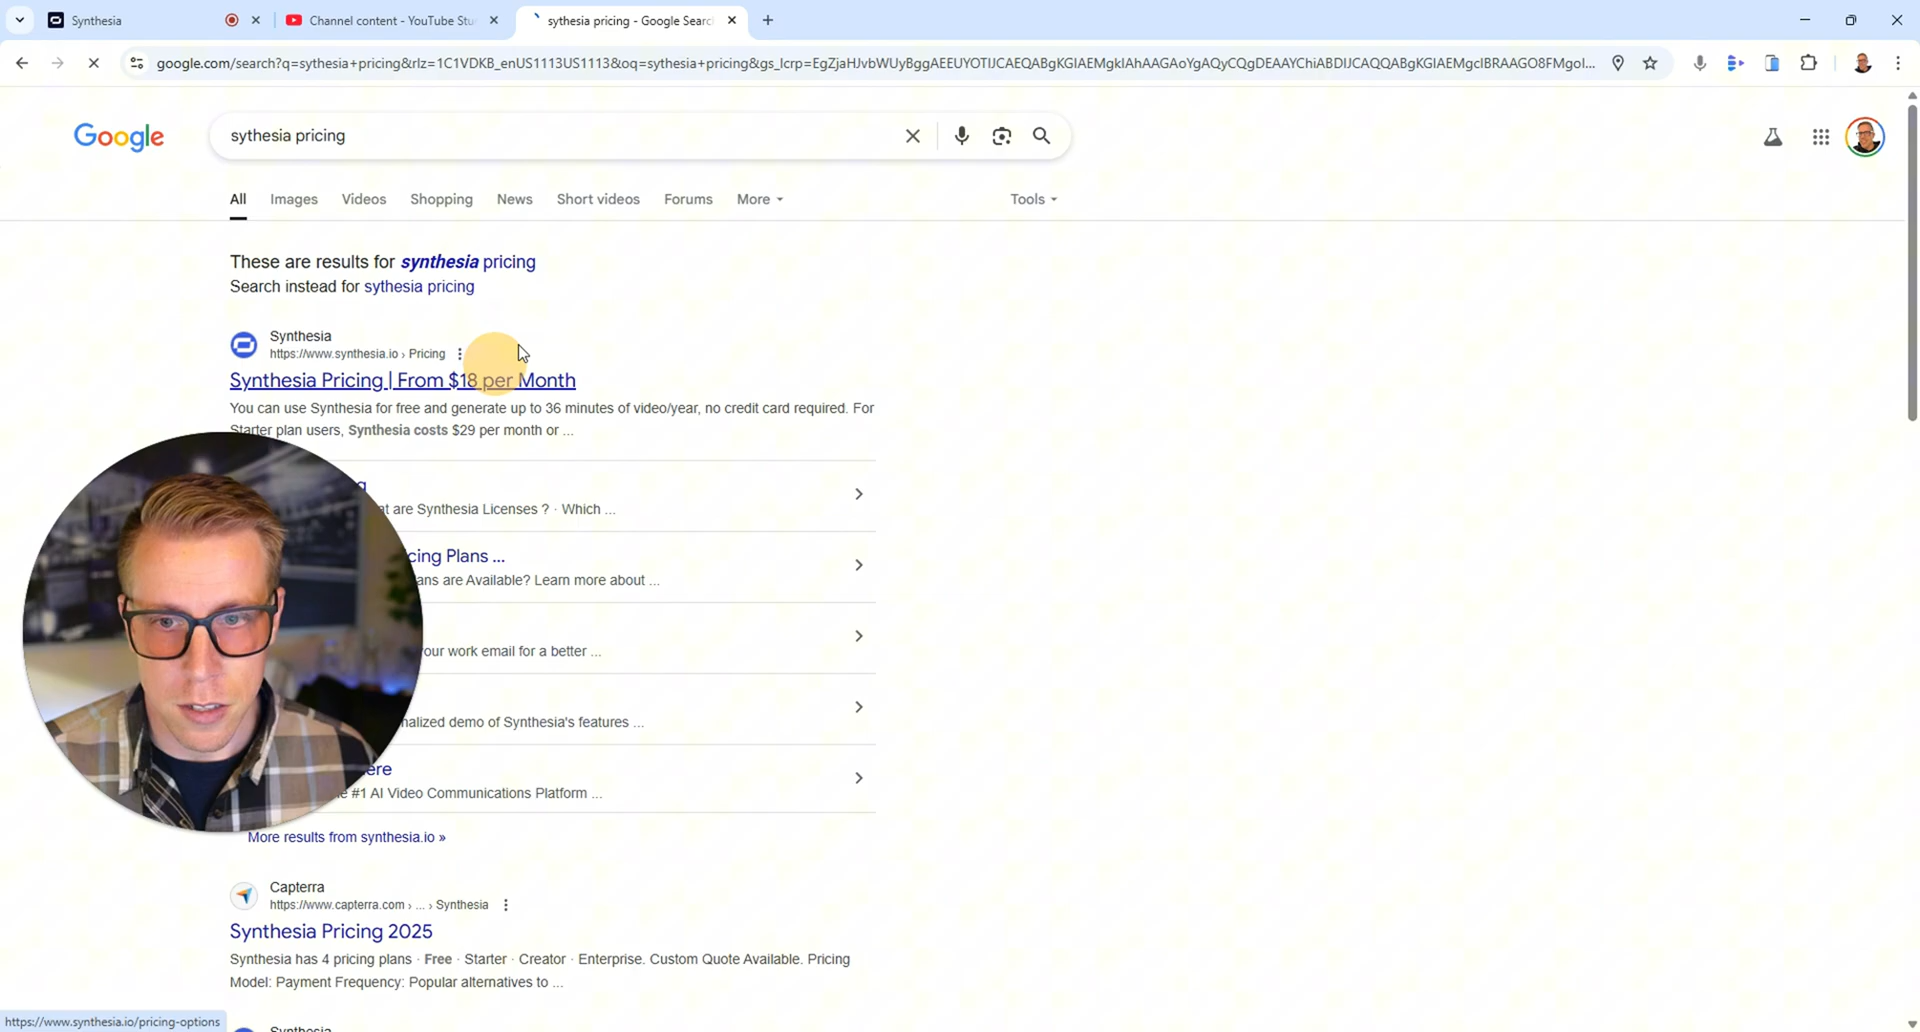 Synthesia
Channel content - YouTube Stu
sythesia pricing - Google Searc
google.com/search?q=sythesia+pricing&rlz=1C1VDKB_enUS1113US1113&oq=sythesia+pricing&gs_lcrp=EgZjaHJvbWUyBggAEEUYOTIJCAEQABgKGIAEMgkIAhAAGAoYgAQyCQgDEAAYChiABDIJCAQQABgKGIAEMgcIBRAAGO8FMgoI...
Google
sythesia pricing
All
Images
Videos
Shopping
News
Short videos
Forums
More
Tools
These are results for synthesia pricing
Search instead for sythesia pricing
Synthesia
https://www.synthesia.io › Pricing
Synthesia Pricing | From $18 per Month
You can use Synthesia for free and generate up to 36 minutes of video/year, no credit card required. For
Starter plan users, Synthesia costs $29 per month or ...
g
at are Synthesia Licenses ? · Which ...
cing Plans ...
ans are Available? Learn more about ...
your work email for a better ...
nalized demo of Synthesia's features ...
ere
e #1 AI Video Communications Platform ...
More results from synthesia.io »
Capterra
https://www.capterra.com › ... › Synthesia
Synthesia Pricing 2025
Synthesia has 4 pricing plans · Free · Starter · Creator · Enterprise. Custom Quote Available. Pricing
Model: Payment Frequency: Popular alternatives to ...
Synthesia
https://www.synthesia.io/pricing-options